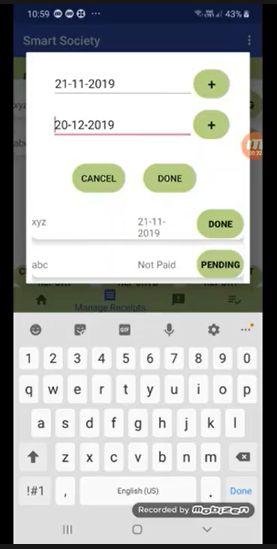 10:59 43%
Smart Society
21-11-2019 +
20-12-2019 +
CANCEL DONE
xyz 21-11-2019 DONE
abc Not Paid PENDING
Manage Receipts
GIF
1 2 3 4 5 6 7 8 9 0
q w e r t y u i o p
a s d f g h j k l
z x c v b n m
!#1 , English (US) . Done
Recorded by mobizen